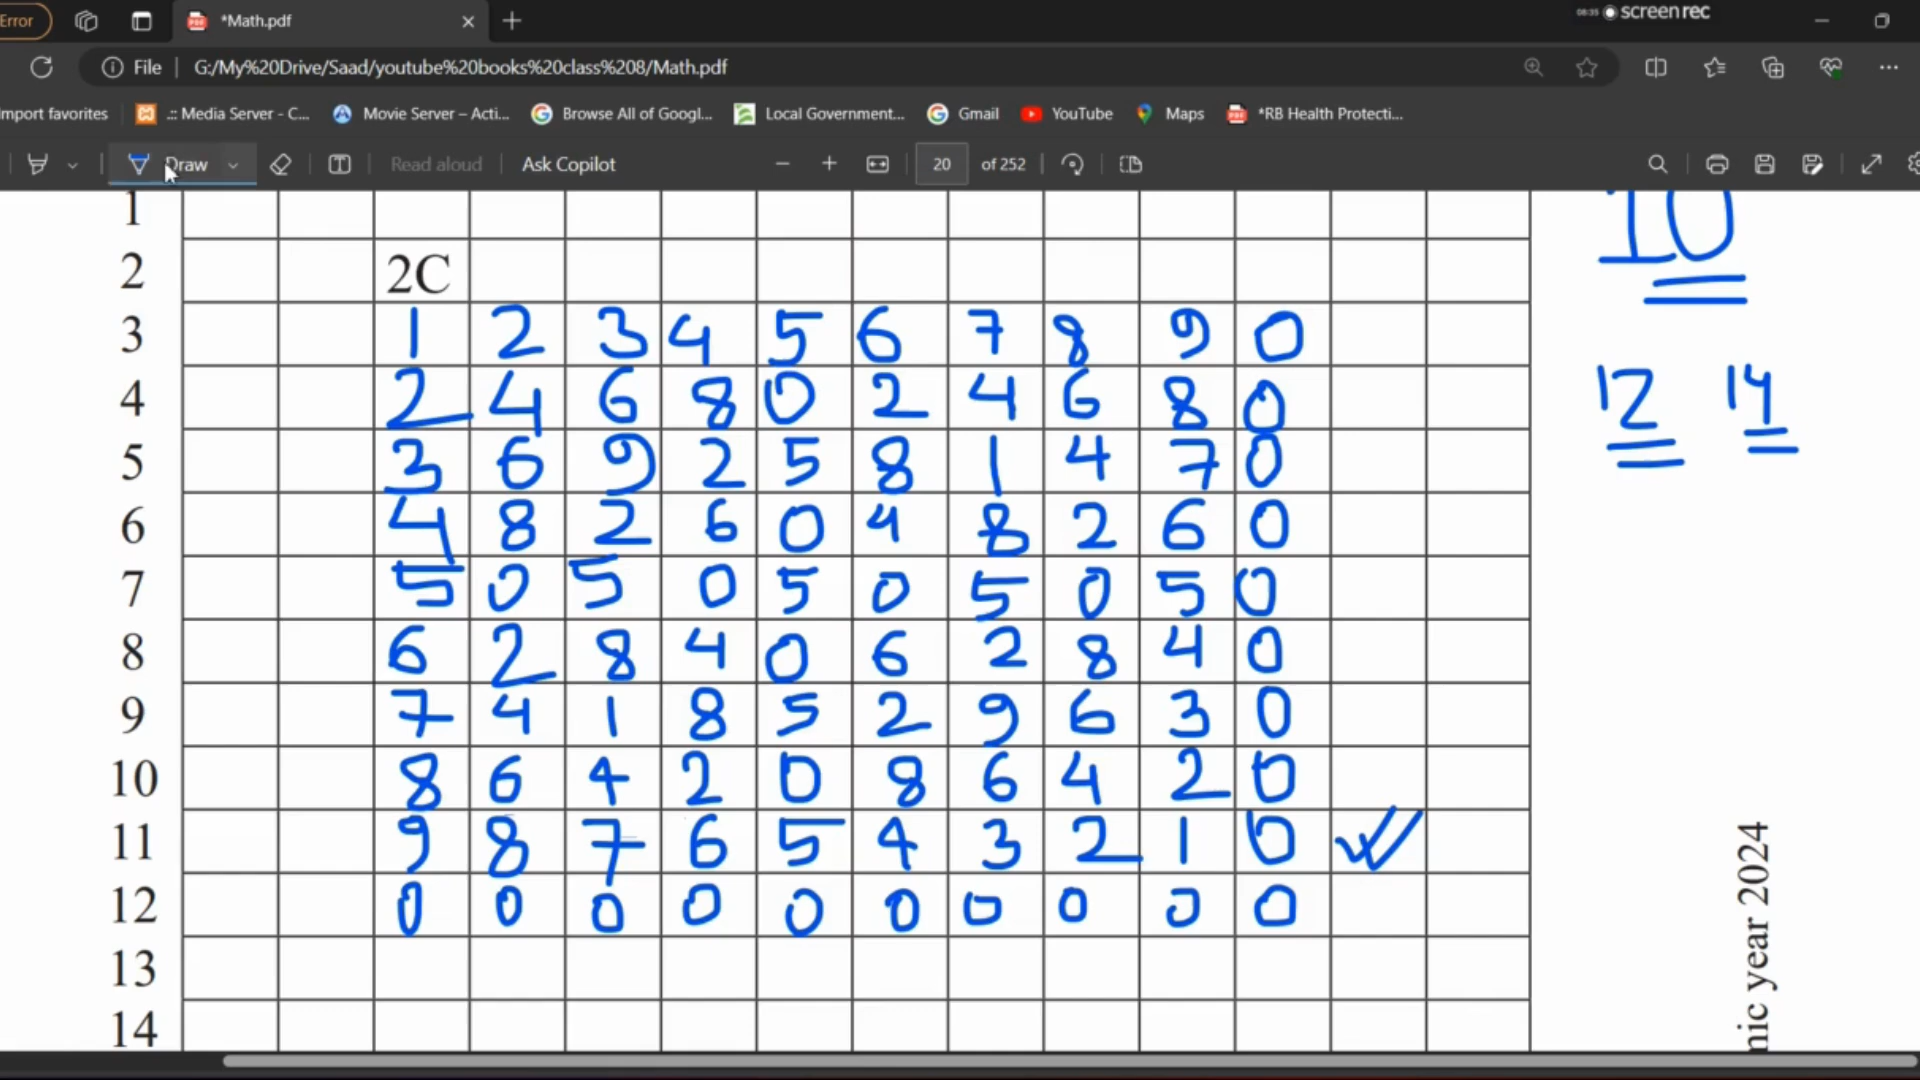 Error *Math.pdf 08:35 screenrec
File G:/My%20Drive/Saad/youtube%20books%20class%208/Math.pdf
mport favorites .:: Media Server - C... Movie Server – Acti... Browse All of Googl... Local Government... Gmail YouTube Maps *RB Health Protecti...
Draw Read aloud Ask Copilot 20 of 252
1 10
2 2C
3 1 2 3 4 5 6 7 8 9 0
4 2 4 6 8 0 2 4 6 8 0 12 14
5 3 6 9 2 5 8 1 4 7 0
6 4 8 2 6 0 4 8 2 6 0
7 5 0 5 0 5 0 5 0 5 0
8 6 2 8 4 0 6 2 8 4 0
9 7 4 1 8 5 2 9 6 3 0
10 8 6 4 2 0 8 6 4 2 0
11 9 8 7 6 5 4 3 2 1 0
12 0 0 0 0 0 0 0 0 0 0
13
14
nic year 2024